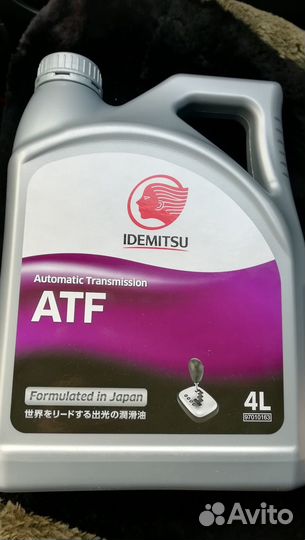 IDEMITSU
Automatic Transmission
ATF
Formulated in Japan
世界をリードする出光の潤滑油
4L
97010163
Avito